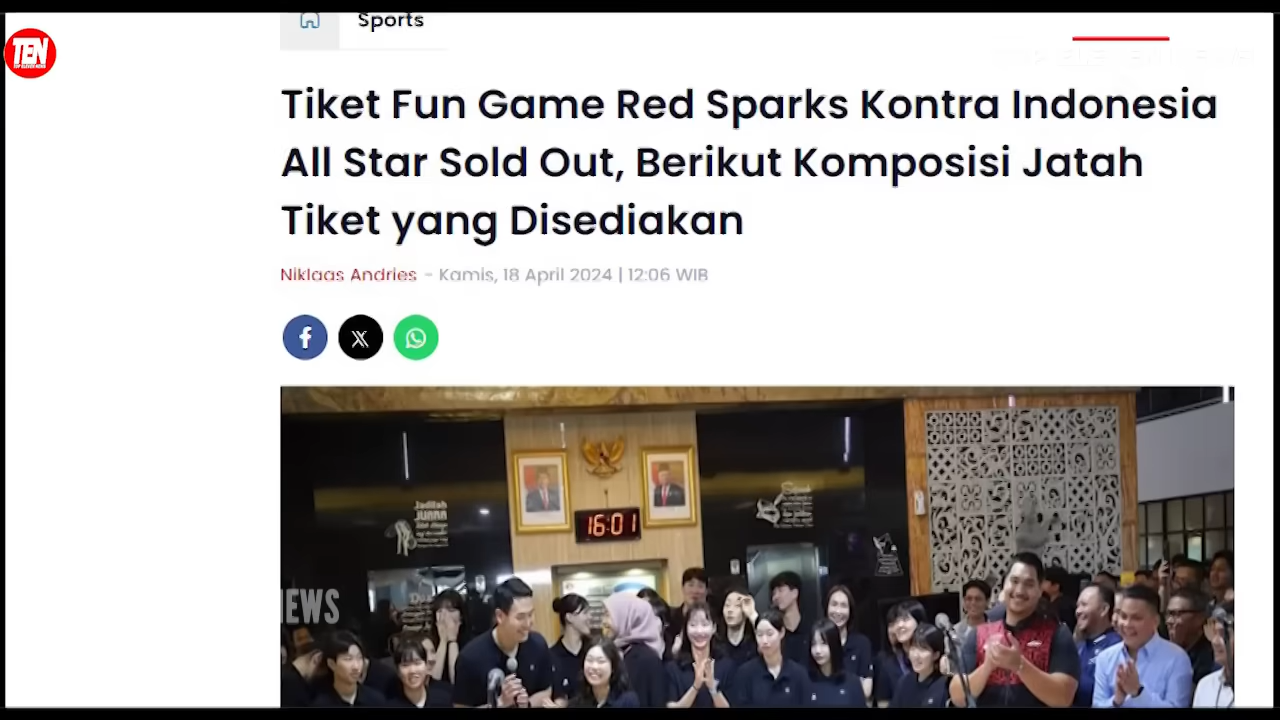 Sports
TEN
Tiket Fun Game Red Sparks Kontra Indonesia
All Star Sold Out, Berikut Komposisi Jatah
Tiket yang Disediakan
Niklaas Andries - Kamis, 18 April 2024 | 12:06 WIB
16:01
NEWS